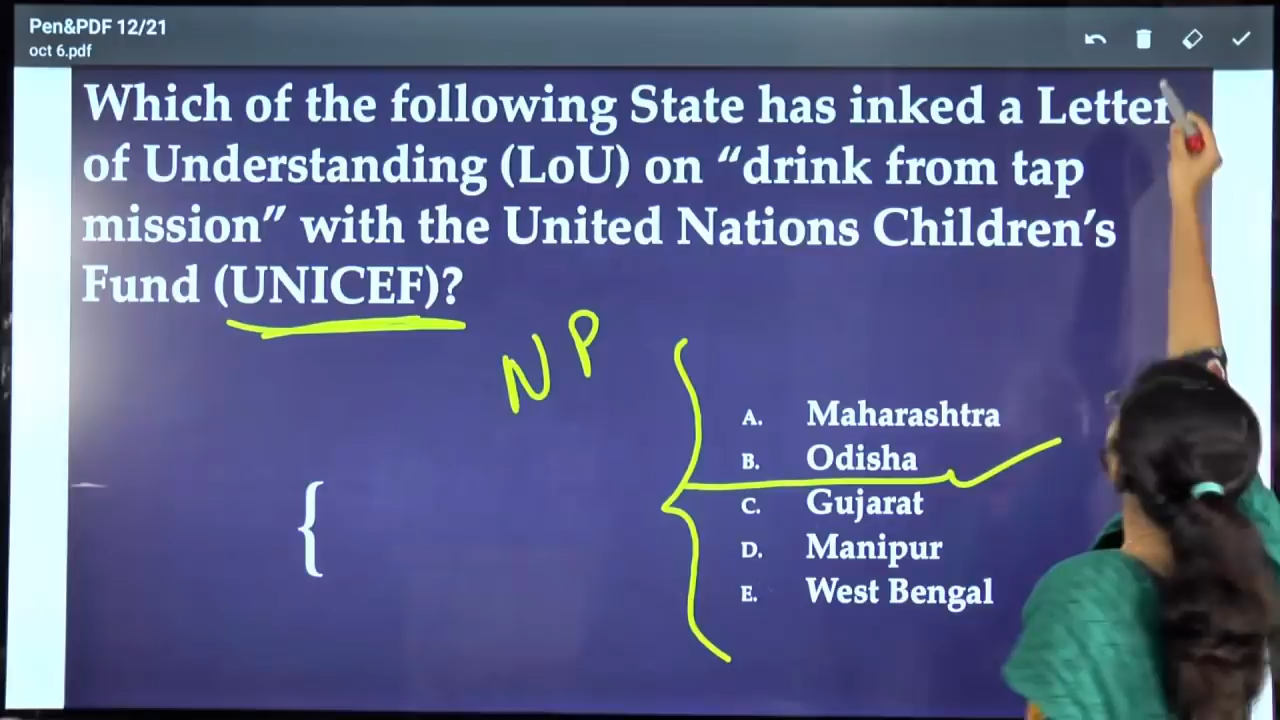 Pen&PDF 12/21
oct 6.pdf
Which of the following State has inked a Letter
of Understanding (LoU) on “drink from tap
mission” with the United Nations Children’s
Fund (UNICEF)?
NP
A. Maharashtra
B. Odisha
C. Gujarat
D. Manipur
E. West Bengal